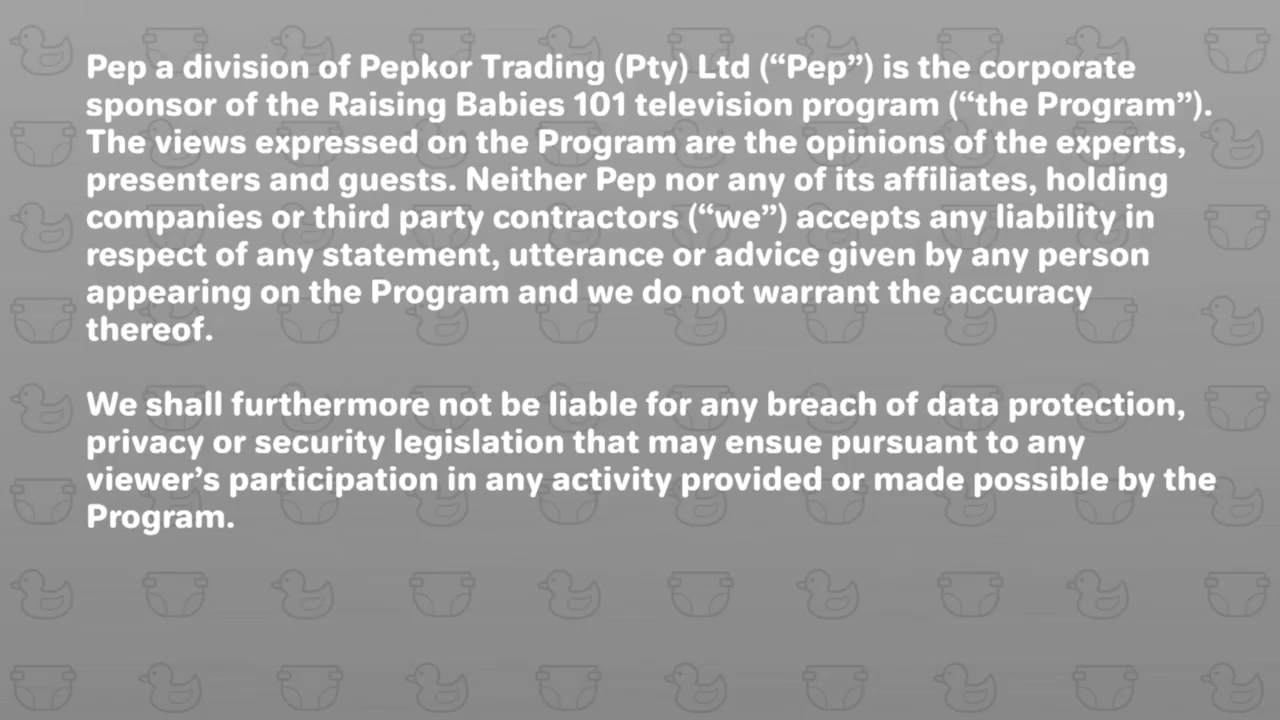 Pep a division of Pepkor Trading (Pty) Ltd (“Pep”) is the corporate
sponsor of the Raising Babies 101 television program (“the Program”).
The views expressed on the Program are the opinions of the experts,
presenters and guests. Neither Pep nor any of its affiliates, holding
companies or third party contractors (“we”) accepts any liability in
respect of any statement, utterance or advice given by any person
appearing on the Program and we do not warrant the accuracy
thereof.
We shall furthermore not be liable for any breach of data protection,
privacy or security legislation that may ensue pursuant to any
viewer’s participation in any activity provided or made possible by the
Program.